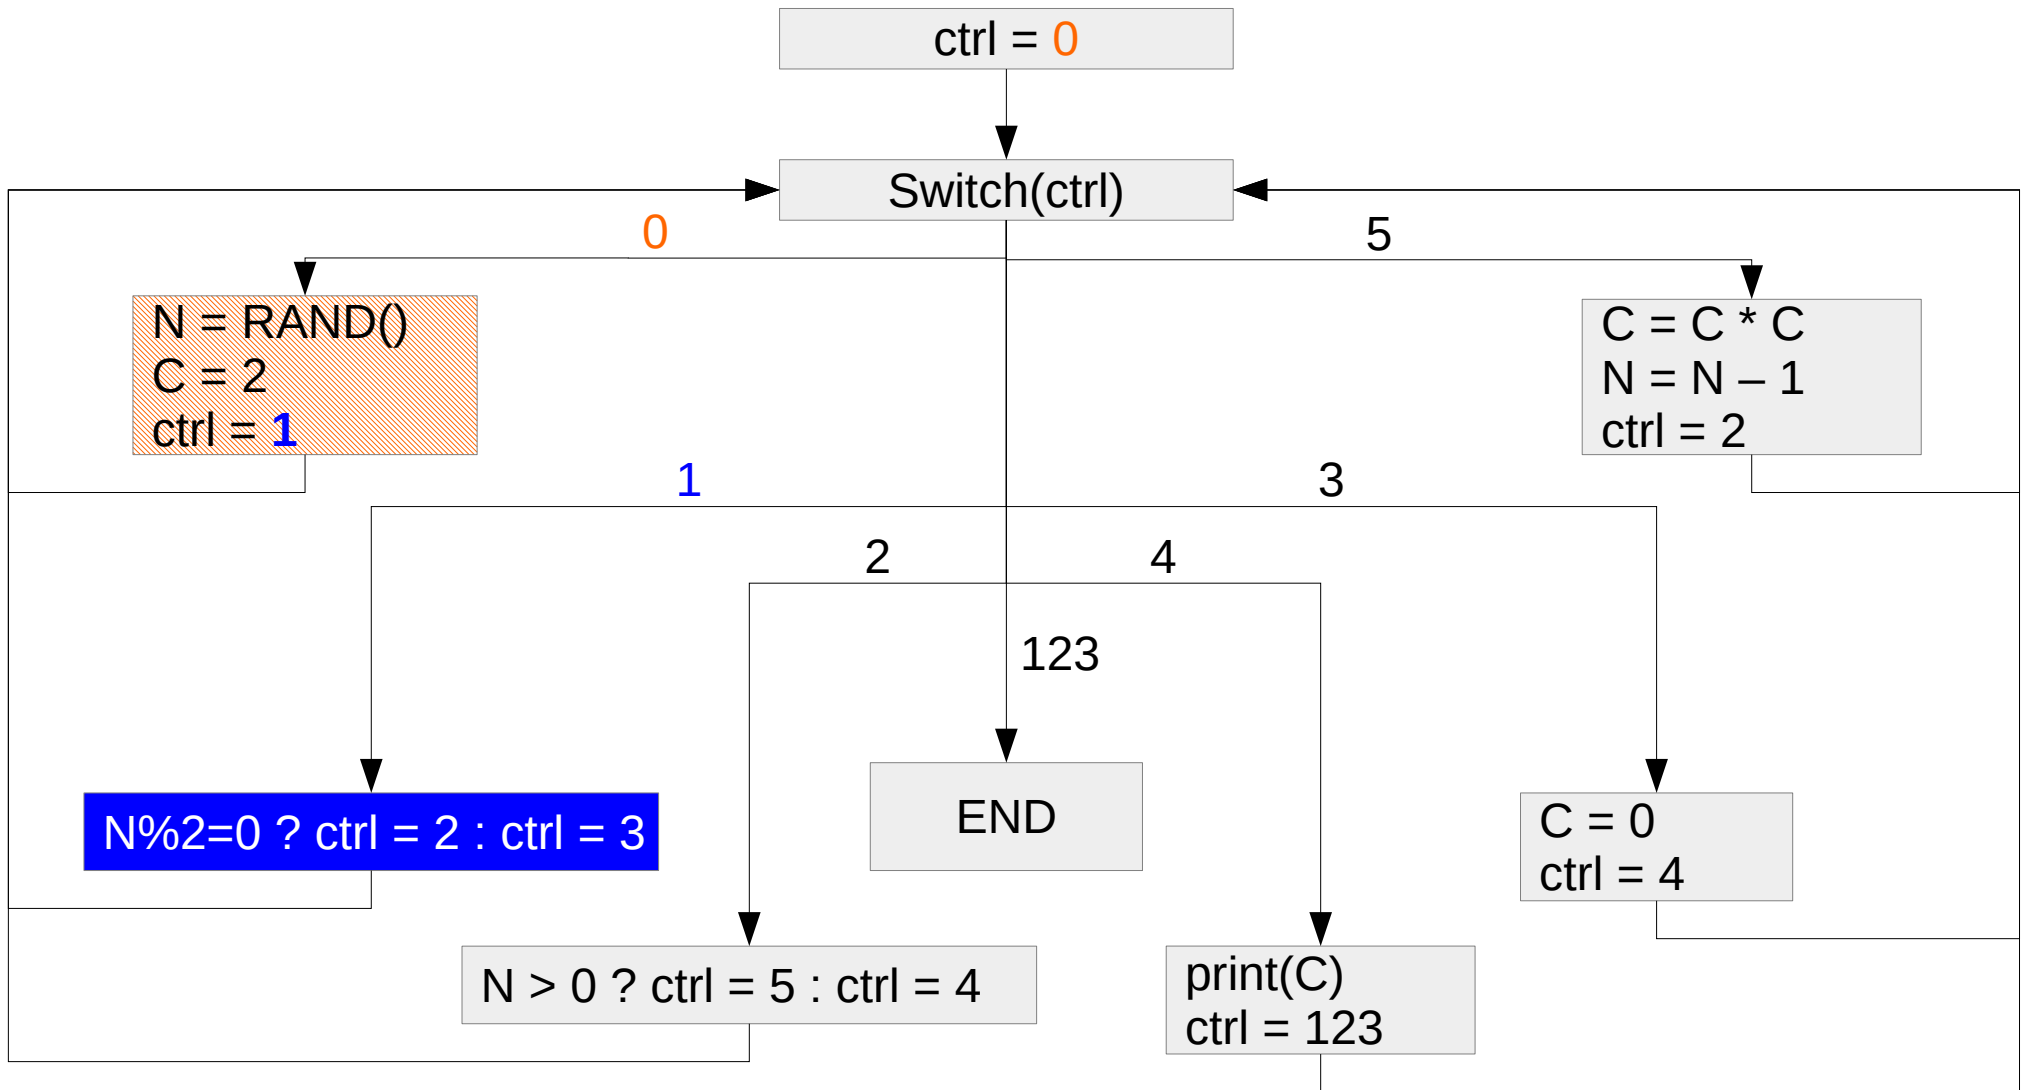 ctrl = 0
Switch(ctrl)
0
5
N = RAND()
C = 2
ctrl = 1
C = C * C
N = N – 1
ctrl = 2
1
3
2
4
123
N%2=0 ? ctrl = 2 : ctrl = 3
END
C = 0
ctrl = 4
N > 0 ? ctrl = 5 : ctrl = 4
print(C)
ctrl = 123